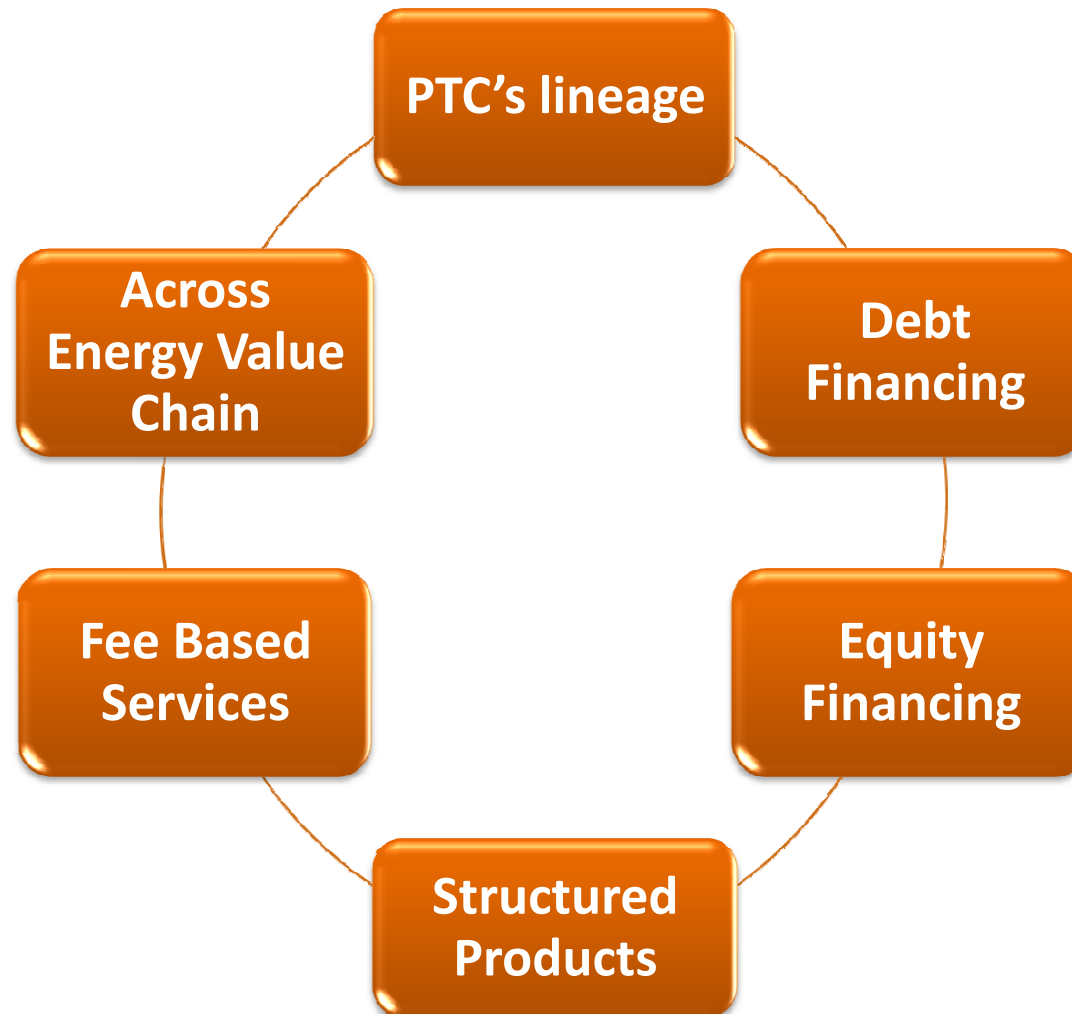 PTC’s lineage
Across
Energy Value
Chain
Debt
Financing
Fee Based
Services
Equity
Financing
Structured
Products